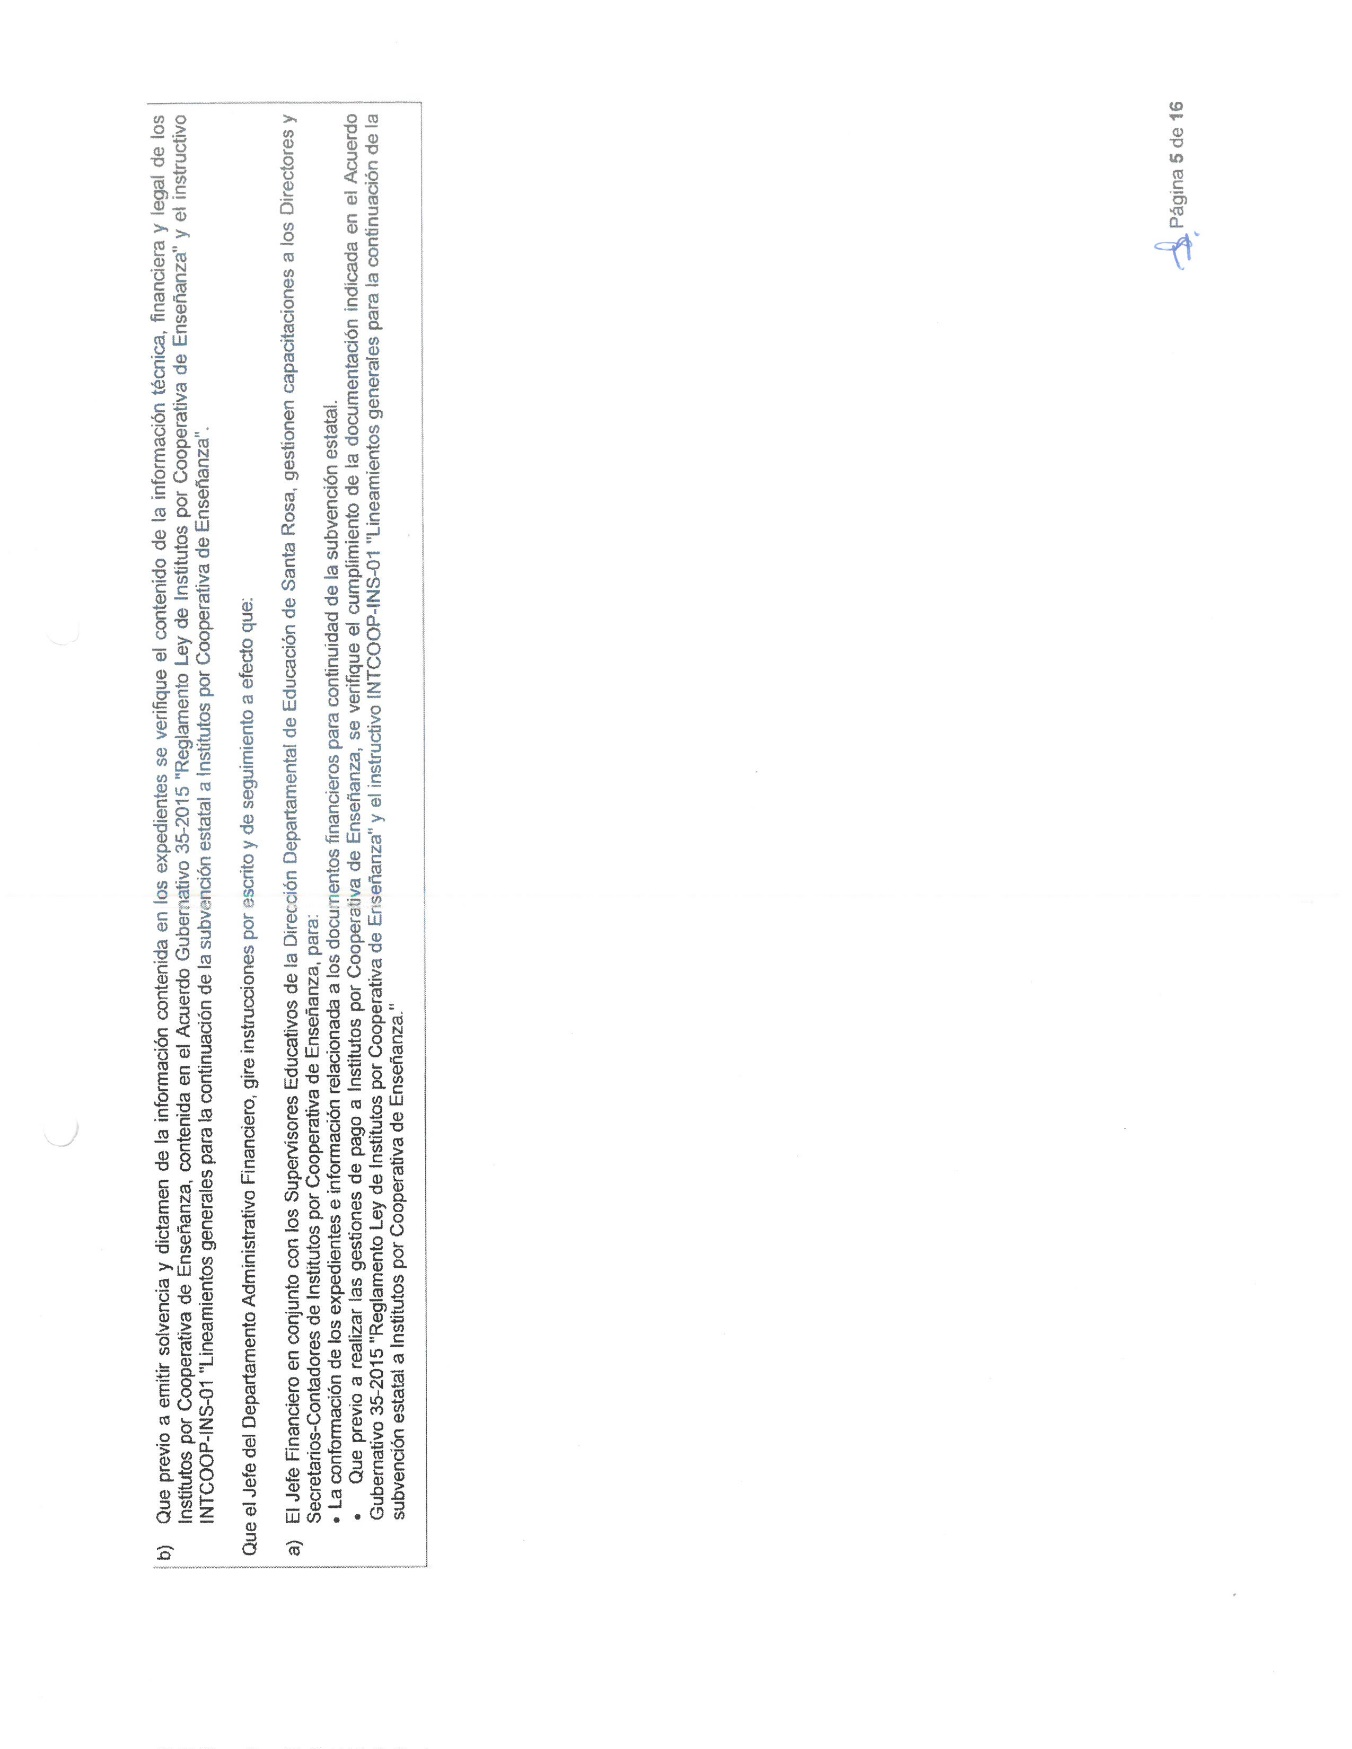 b) Que previo a emitir solvencia y dictamen de la información contenida en los expedientes se verifique el contenido de la información técnica, financiera y legal de los
Institutos por Cooperativa de Enseñanza, contenida en el Acuerdo Gubernativo 35-2015 "Reglamento Ley de Institutos por Cooperativa de Enseñanza" y el instructivo
INTCOOP-INS-01 "Lineamientos generales para la continuación de la subvención estatal a Institutos por Cooperativa de Enseñanza".
Que el Jefe del Departamento Administrativo Financiero, gire instrucciones por escrito y de seguimiento a efecto que:
a) El Jefe Financiero en conjunto con los Supervisores Educativos de la Dirección Departamental de Educación de Santa Rosa, gestionen capacitaciones a los Directores y
Secretarios-Contadores de Institutos por Cooperativa de Enseñanza, para:
• La conformación de los expedientes e información relacionada a los documentos financieros para continuidad de la subvención estatal.
• Que previo a realizar las gestiones de pago a Institutos por Cooperativa de Enseñanza, se verifique el cumplimiento de la documentación indicada en el Acuerdo
Gubernativo 35-2015 "Reglamento Ley de Institutos por Cooperativa de Enseñanza" y el instructivo INTCOOP-INS-01 "Lineamientos generales para la continuación de la
subvención estatal a Institutos por Cooperativa de Enseñanza."
Página 5 de 16